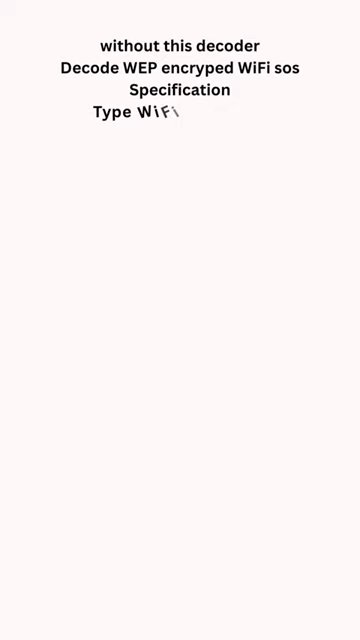 without this decoder
Decode WEP encryped WiFi sos
Specification
Type WiFi